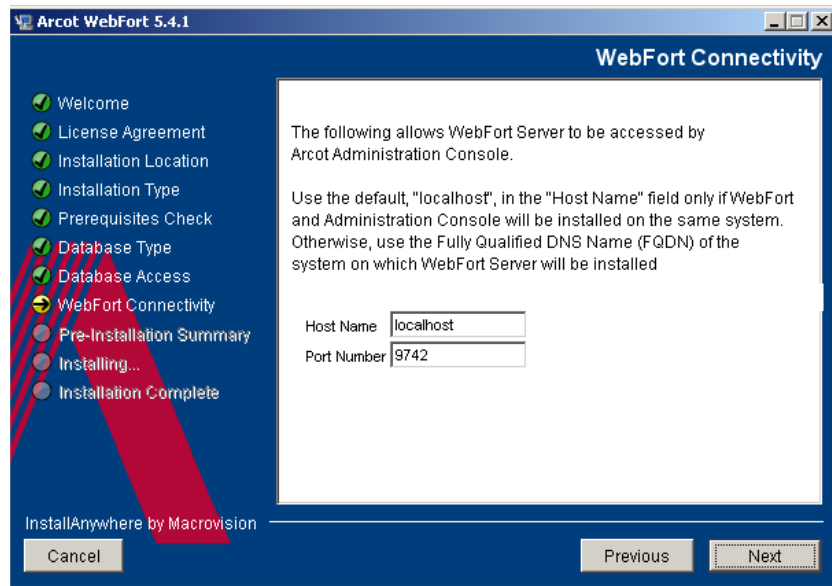 Arcot WebFort 5.4.1
WebFort Connectivity
Welcome
License Agreement
Installation Location
Installation Type
Prerequisites Check
Database Type
Database Access
WebFort Connectivity
Pre-Installation Summary
Installing...
Installation Complete
The following allows WebFort Server to be accessed by
Arcot Administration Console.
Use the default, "localhost", in the "Host Name" field only if WebFort
and Administration Console will be installed on the same system.
Otherwise, use the Fully Qualified DNS Name (FQDN) of the
system on which WebFort Server will be installed
Host Name localhost
Port Number 9742
InstallAnywhere by Macrovision
Cancel Previous Next